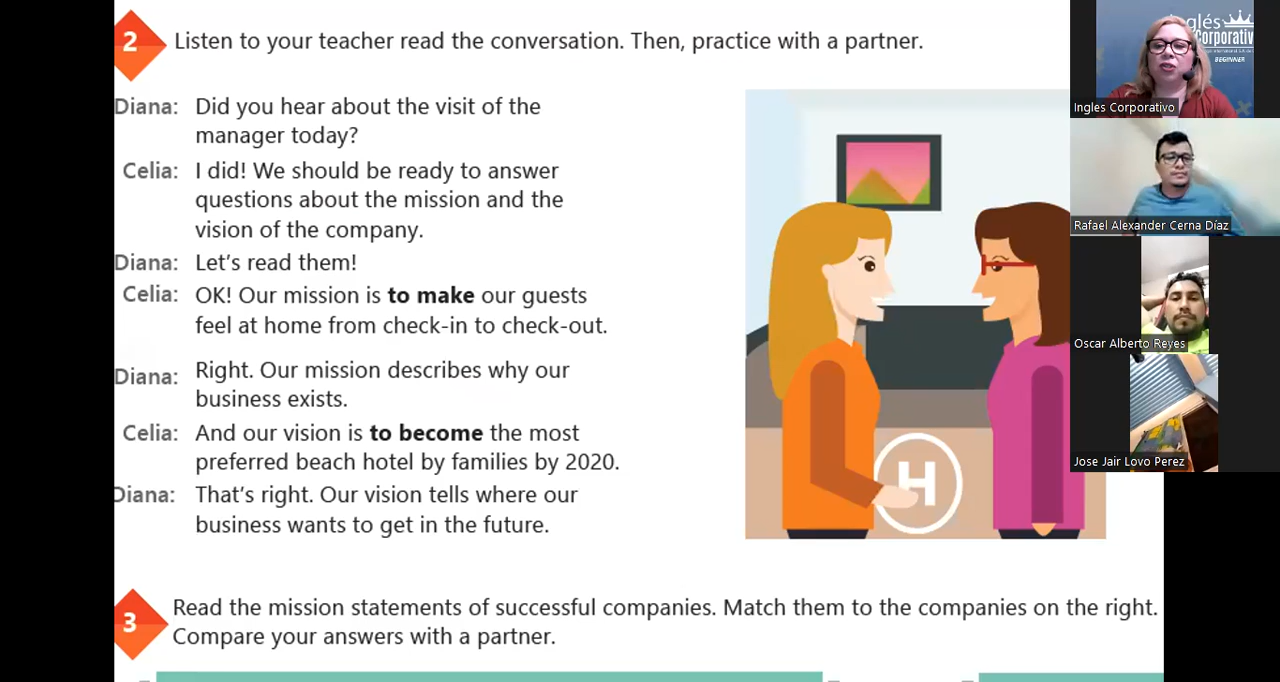 2 Listen to your teacher read the conversation. Then, practice with a partner.
Diana: Did you hear about the visit of the
manager today?
Celia: I did! We should be ready to answer
questions about the mission and the
vision of the company.
Diana: Let's read them!
Celia: OK! Our mission is to make our guests
feel at home from check-in to check-out.
Diana: Right. Our mission describes why our
business exists.
Celia: And our vision is to become the most
preferred beach hotel by families by 2020.
Diana: That's right. Our vision tells where our
business wants to get in the future.
H
3 Read the mission statements of successful companies. Match them to the companies on the right.
Compare your answers with a partner.
nglés
Corporativ
BEGINNER
Ingles Corporativo
Rafael Alexander Cerna Díaz
Oscar Alberto Reyes
Jose Jair Lovo Perez